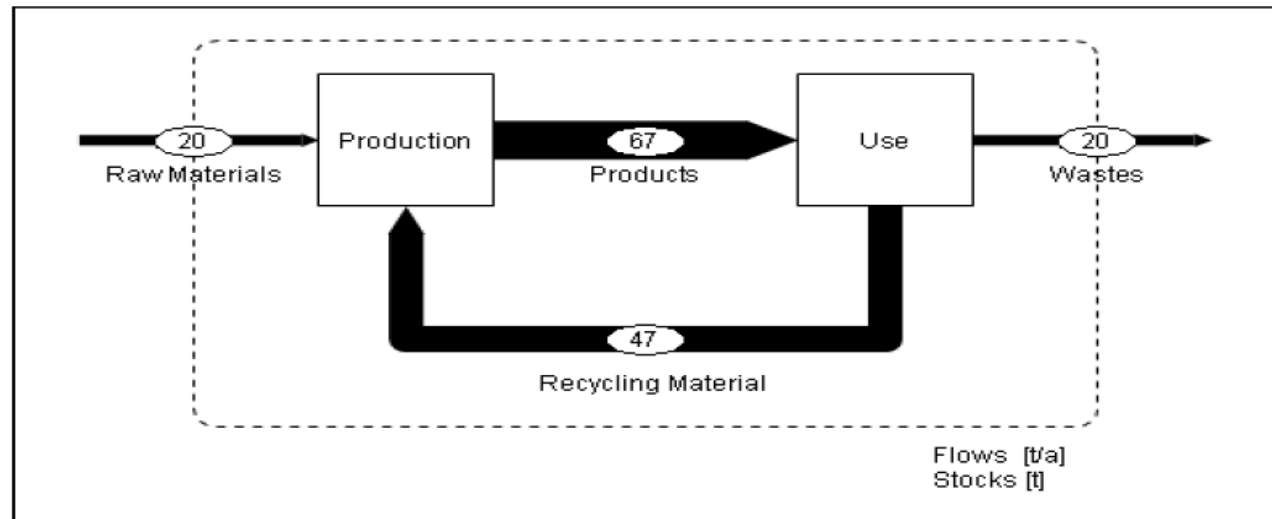 20
Raw Materials
Production
67
Products
Use
20
Wastes
47
Recycling Material
Flows [t/a]
Stocks [t]